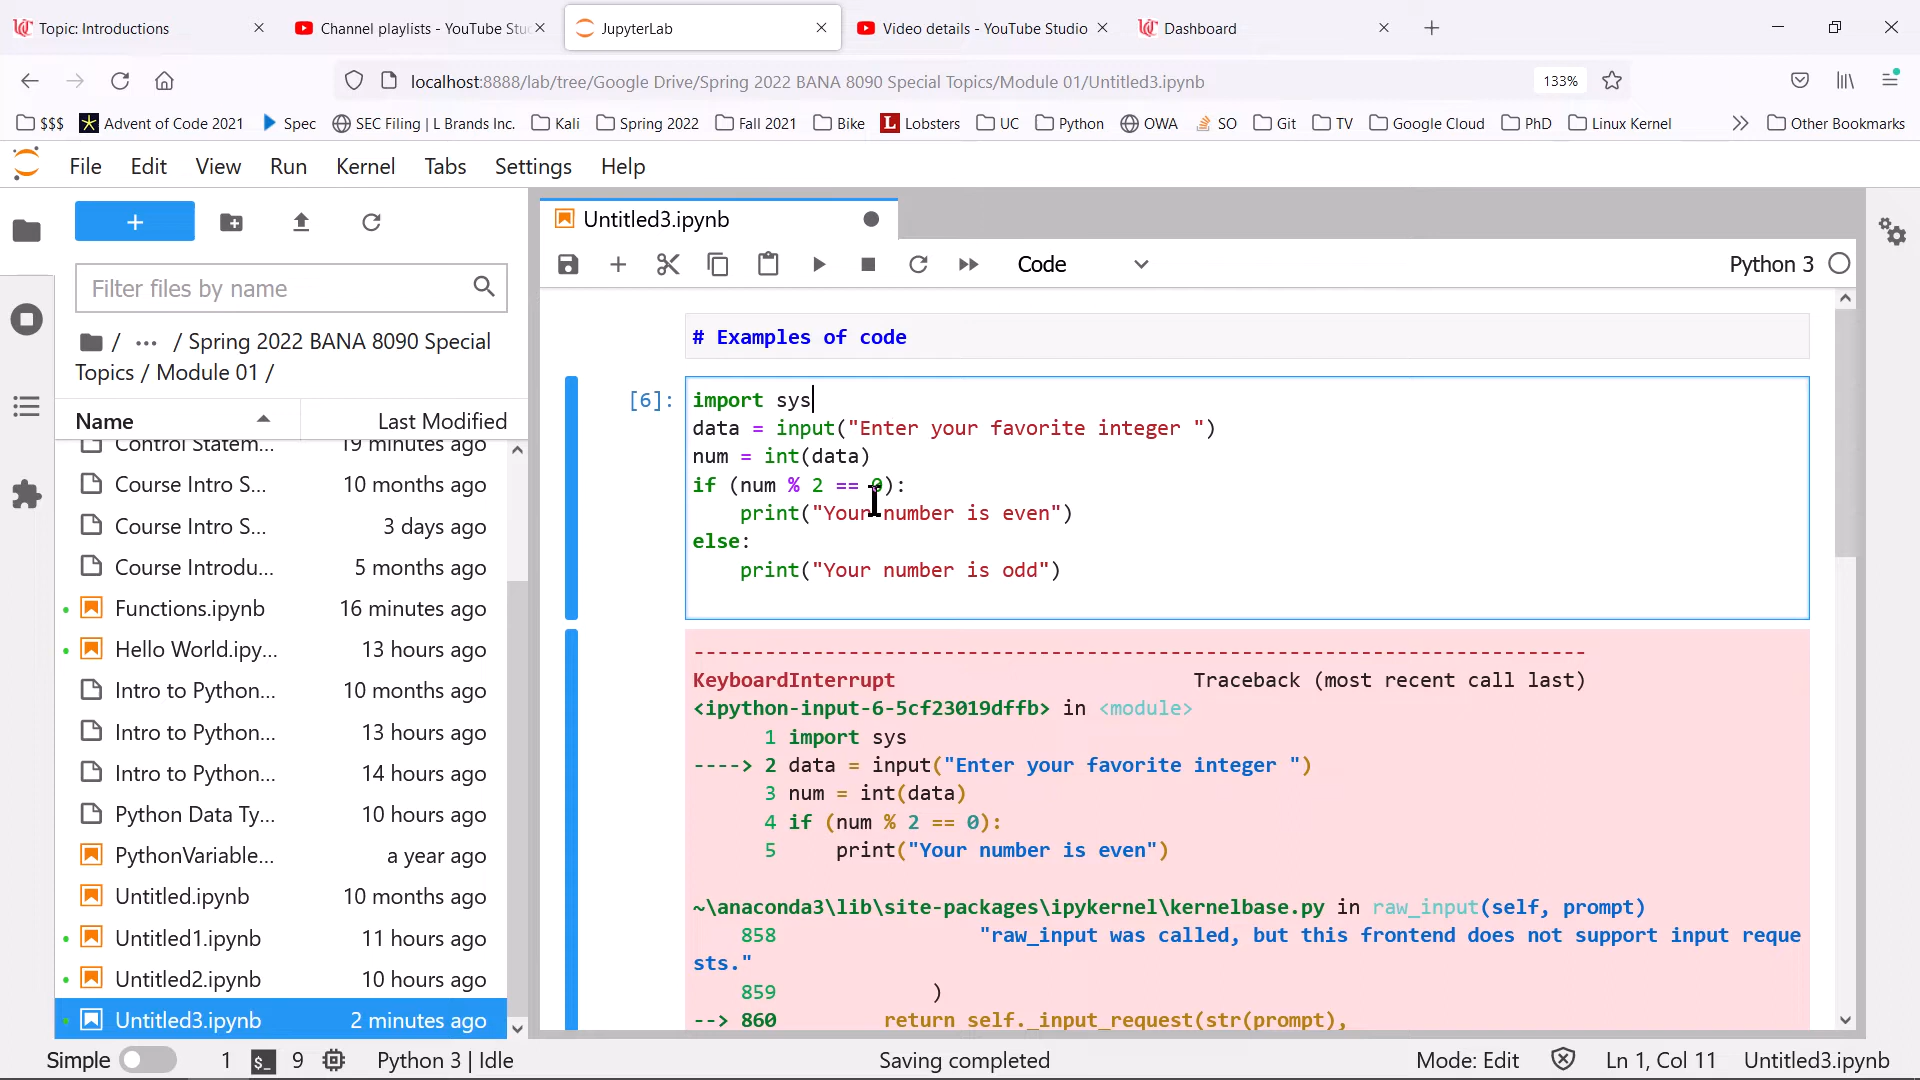 Topic: Introductions
Channel playlists - YouTube Stu
JupyterLab
Video details - YouTube Studio
Dashboard
localhost:8888/lab/tree/Google Drive/Spring 2022 BANA 8090 Special Topics/Module 01/Untitled3.ipynb
133%
$$$ Advent of Code 2021 Spec SEC Filing | L Brands Inc. Kali Spring 2022 Fall 2021 Bike L Lobsters UC Python OWA SO Git TV Google Cloud PhD Linux Kernel Other Bookmarks
File Edit View Run Kernel Tabs Settings Help
Untitled3.ipynb
Filter files by name
Code
Python 3
/ ... / Spring 2022 BANA 8090 Special
Topics / Module 01 /
Name Last Modified
Control Statem... 19 minutes ago
Course Intro S... 10 months ago
Course Intro S... 3 days ago
Course Introdu... 5 months ago
Functions.ipynb 16 minutes ago
Hello World.ipy... 13 hours ago
Intro to Python... 10 months ago
Intro to Python... 13 hours ago
Intro to Python... 14 hours ago
Python Data Ty... 10 hours ago
PythonVariable... a year ago
Untitled.ipynb 10 months ago
Untitled1.ipynb 11 hours ago
Untitled2.ipynb 10 hours ago
Untitled3.ipynb 2 minutes ago
# Examples of code
[6]: import sys
data = input("Enter your favorite integer ")
num = int(data)
if (num % 2 == 0):
    print("Your number is even")
else:
    print("Your number is odd")
---------------------------------------------------------------------------
KeyboardInterrupt                         Traceback (most recent call last)
<ipython-input-6-5cf23019dffb> in <module>
      1 import sys
----> 2 data = input("Enter your favorite integer ")
      3 num = int(data)
      4 if (num % 2 == 0):
      5     print("Your number is even")
~\anaconda3\lib\site-packages\ipykernel\kernelbase.py in raw_input(self, prompt)
    858                 "raw_input was called, but this frontend does not support input reque
sts."
    859             )
--> 860         return self._input_request(str(prompt),
Simple 1 $_ 9 Python 3 | Idle Saving completed Mode: Edit Ln 1, Col 11 Untitled3.ipynb